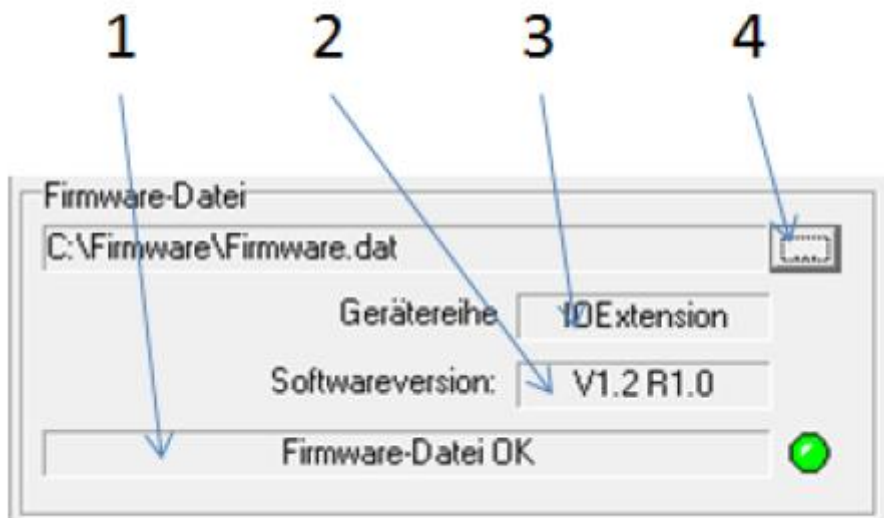 1 2 3 4
Firmware-Datei
C:\Firmware\Firmware.dat
...
Gerätereihe IOExtension
Softwareversion: V1.2 R1.0
Firmware-Datei OK